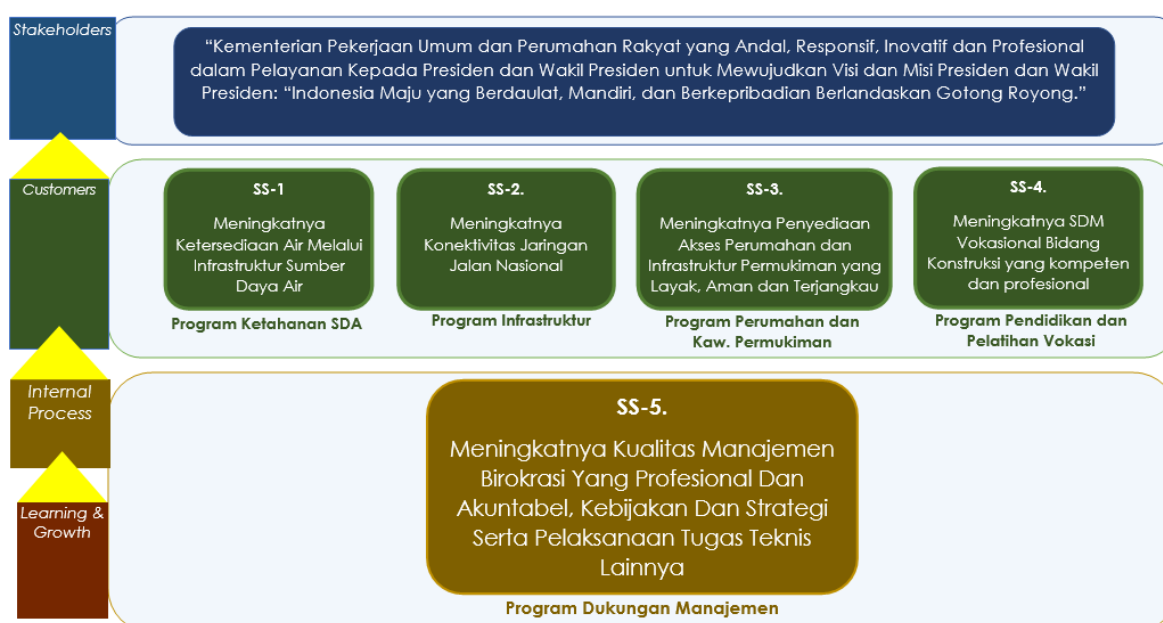 Stakeholders
“Kementerian Pekerjaan Umum dan Perumahan Rakyat yang Andal, Responsif, Inovatif dan Profesional
dalam Pelayanan Kepada Presiden dan Wakil Presiden untuk Mewujudkan Visi dan Misi Presiden dan Wakil
Presiden: “Indonesia Maju yang Berdaulat, Mandiri, dan Berkepribadian Berlandaskan Gotong Royong.”
Customers
SS-1
Meningkatnya
Ketersediaan Air Melalui
Infrastruktur Sumber
Daya Air
Program Ketahanan SDA
SS-2.
Meningkatnya
Konektivitas Jaringan
Jalan Nasional
Program Infrastruktur
SS-3.
Meningkatnya Penyediaan
Akses Perumahan dan
Infrastruktur Permukiman yang
Layak, Aman dan Terjangkau
Program Perumahan dan
Kaw. Permukiman
SS-4.
Meningkatnya SDM
Vokasional Bidang
Konstruksi yang kompeten
dan profesional
Program Pendidikan dan
Pelatihan Vokasi
Internal
Process
Learning &
Growth
SS-5.
Meningkatnya Kualitas Manajemen
Birokrasi Yang Profesional Dan
Akuntabel, Kebijakan Dan Strategi
Serta Pelaksanaan Tugas Teknis
Lainnya
Program Dukungan Manajemen